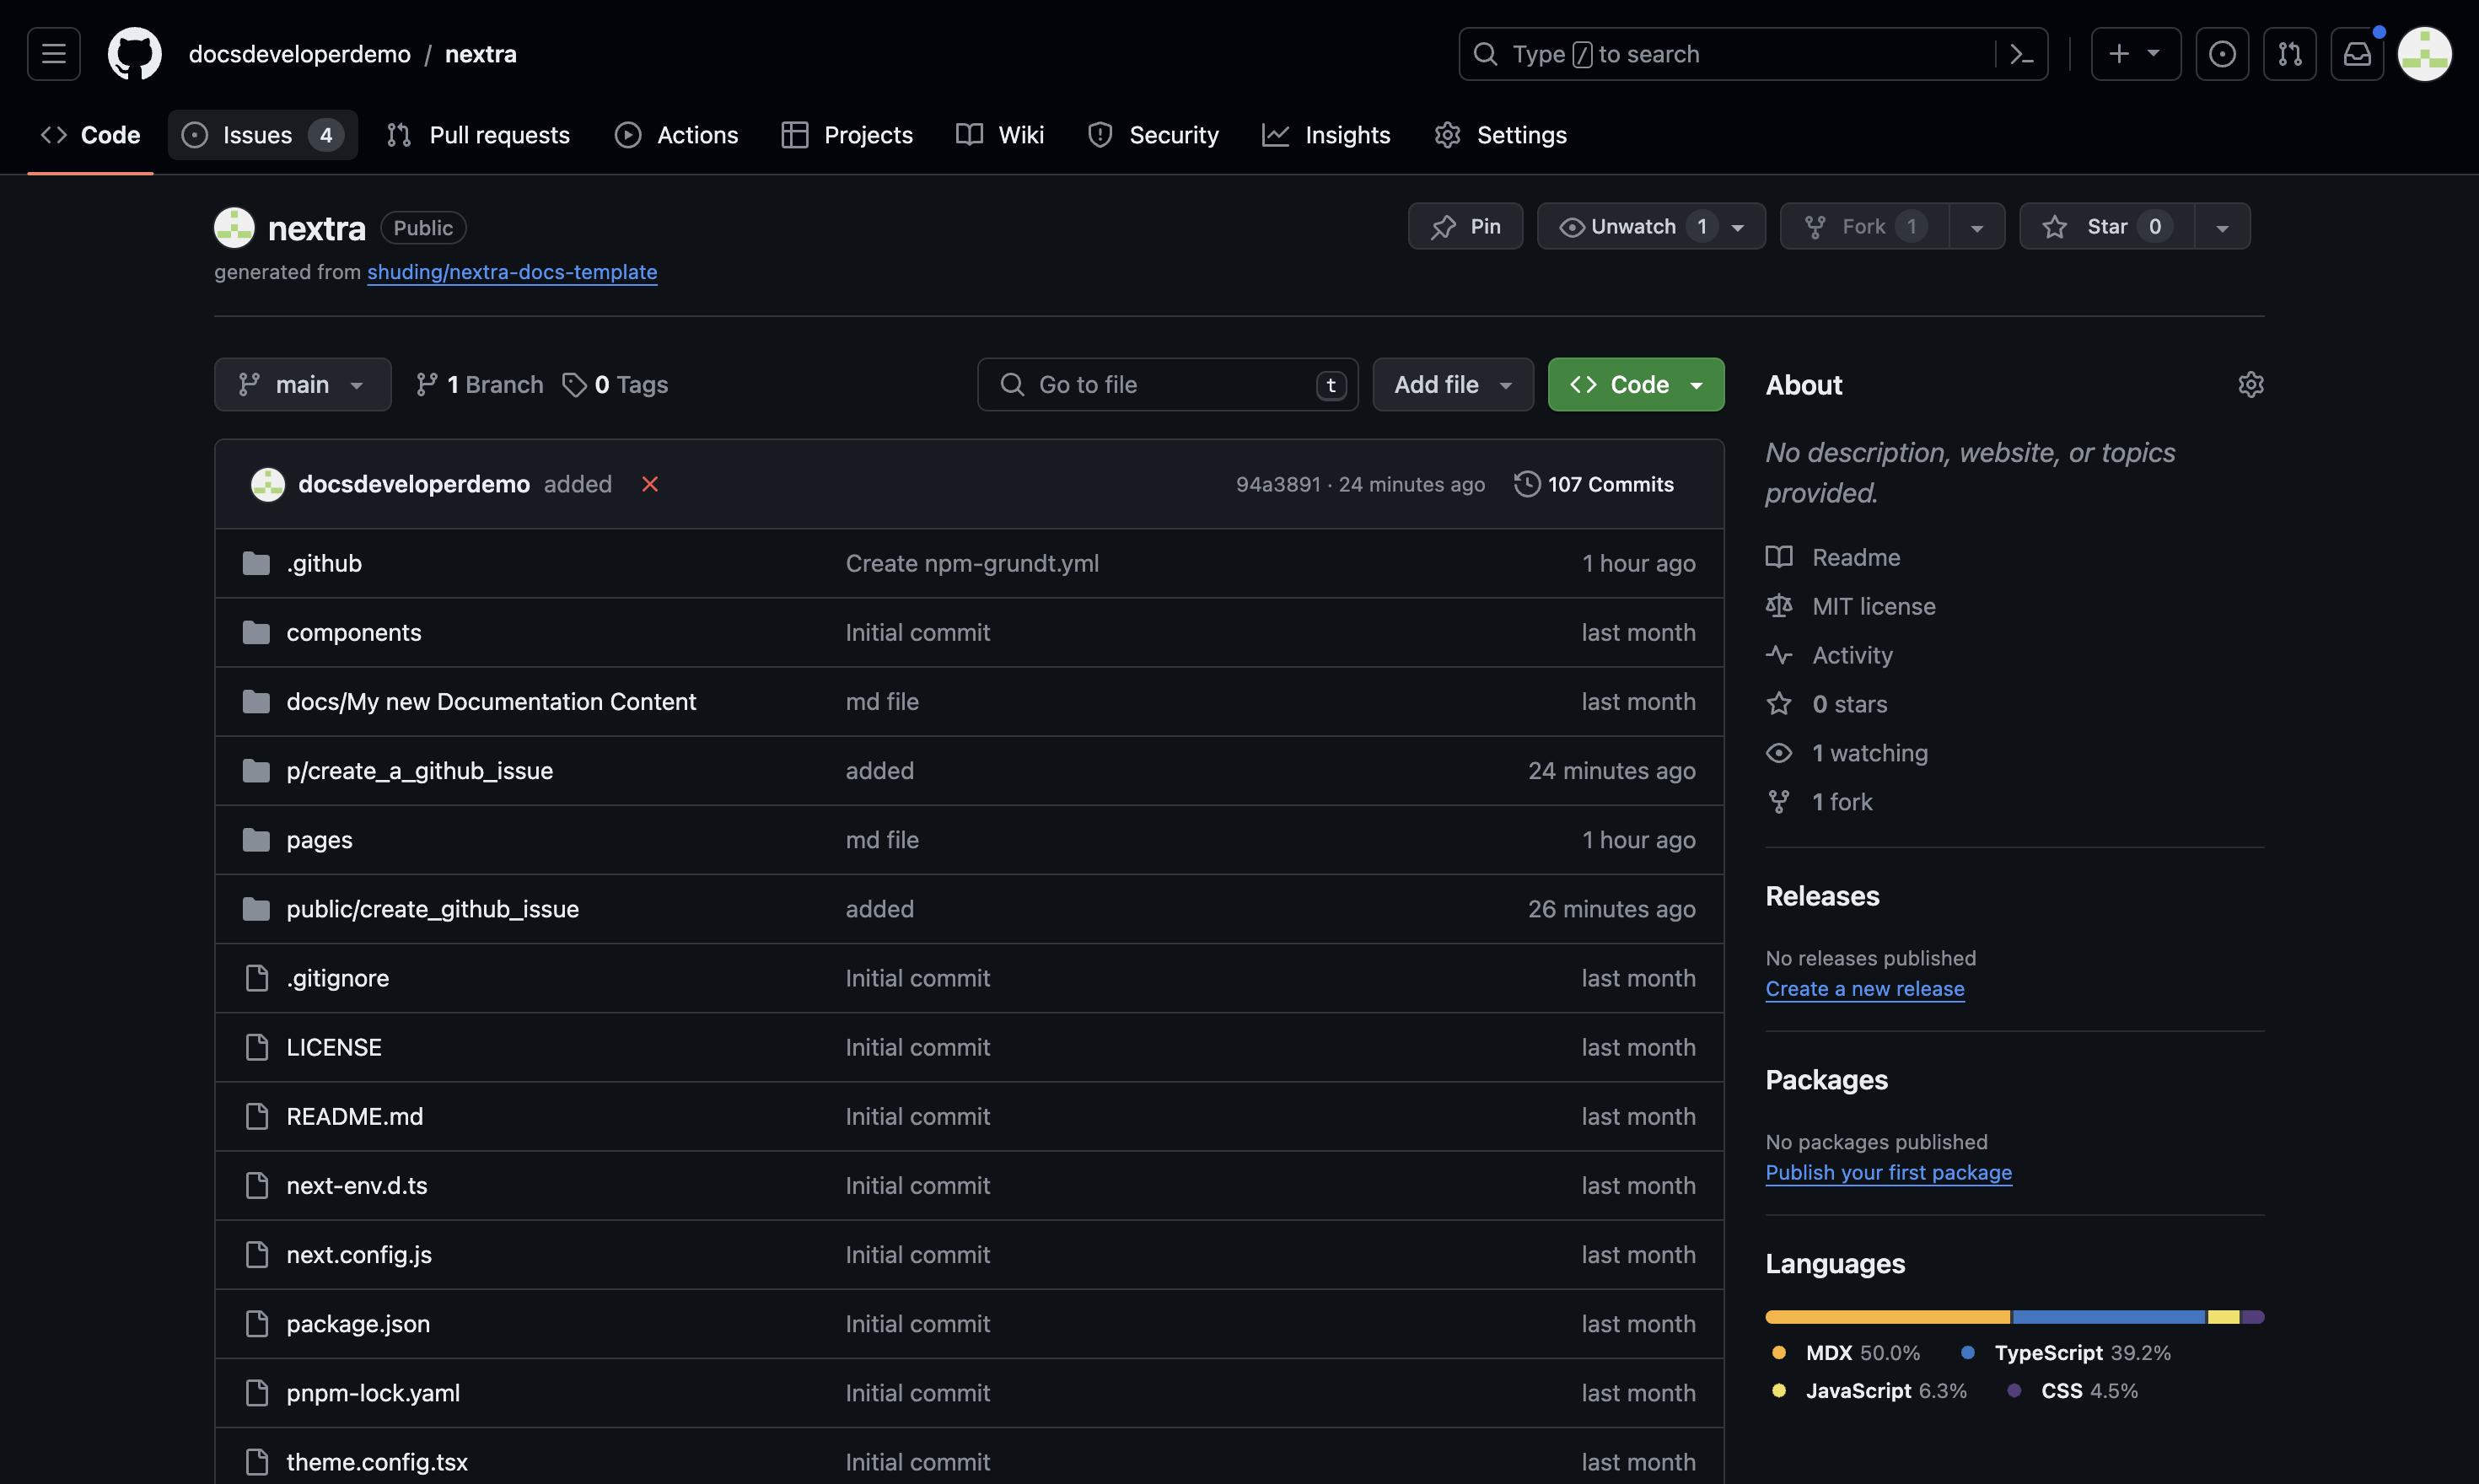 docsdeveloperdemo / nextra
Type / to search
Code Issues 4 Pull requests Actions Projects Wiki Security Insights Settings
nextra Public
Pin Unwatch 1 Fork 1 Star 0
generated from shuding/nextra-docs-template
main 1 Branch 0 Tags Go to file t Add file Code
docsdeveloperdemo added 94a3891 · 24 minutes ago 107 Commits
.github Create npm-grundt.yml 1 hour ago
components Initial commit last month
docs/My new Documentation Content md file last month
p/create_a_github_issue added 24 minutes ago
pages md file 1 hour ago
public/create_github_issue added 26 minutes ago
.gitignore Initial commit last month
LICENSE Initial commit last month
README.md Initial commit last month
next-env.d.ts Initial commit last month
next.config.js Initial commit last month
package.json Initial commit last month
pnpm-lock.yaml Initial commit last month
theme.config.tsx Initial commit last month
About
No description, website, or topics
provided.
Readme
MIT license
Activity
0 stars
1 watching
1 fork
Releases
No releases published
Create a new release
Packages
No packages published
Publish your first package
Languages
MDX 50.0% TypeScript 39.2%
JavaScript 6.3% CSS 4.5%